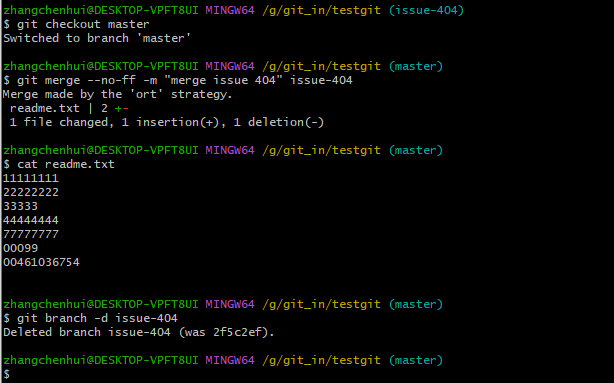 zhangchenhui@DESKTOP-VPFT8UI MINGW64 /g/git_in/testgit (issue-404)
$ git checkout master
Switched to branch 'master'
zhangchenhui@DESKTOP-VPFT8UI MINGW64 /g/git_in/testgit (master)
$ git merge --no-ff -m "merge issue 404" issue-404
Merge made by the 'ort' strategy.
 readme.txt | 2 +-
 1 file changed, 1 insertion(+), 1 deletion(-)
zhangchenhui@DESKTOP-VPFT8UI MINGW64 /g/git_in/testgit (master)
$ cat readme.txt
11111111
22222222
33333
44444444
77777777
00099
00461036754
zhangchenhui@DESKTOP-VPFT8UI MINGW64 /g/git_in/testgit (master)
$ git branch -d issue-404
Deleted branch issue-404 (was 2f5c2ef).
zhangchenhui@DESKTOP-VPFT8UI MINGW64 /g/git_in/testgit (master)
$